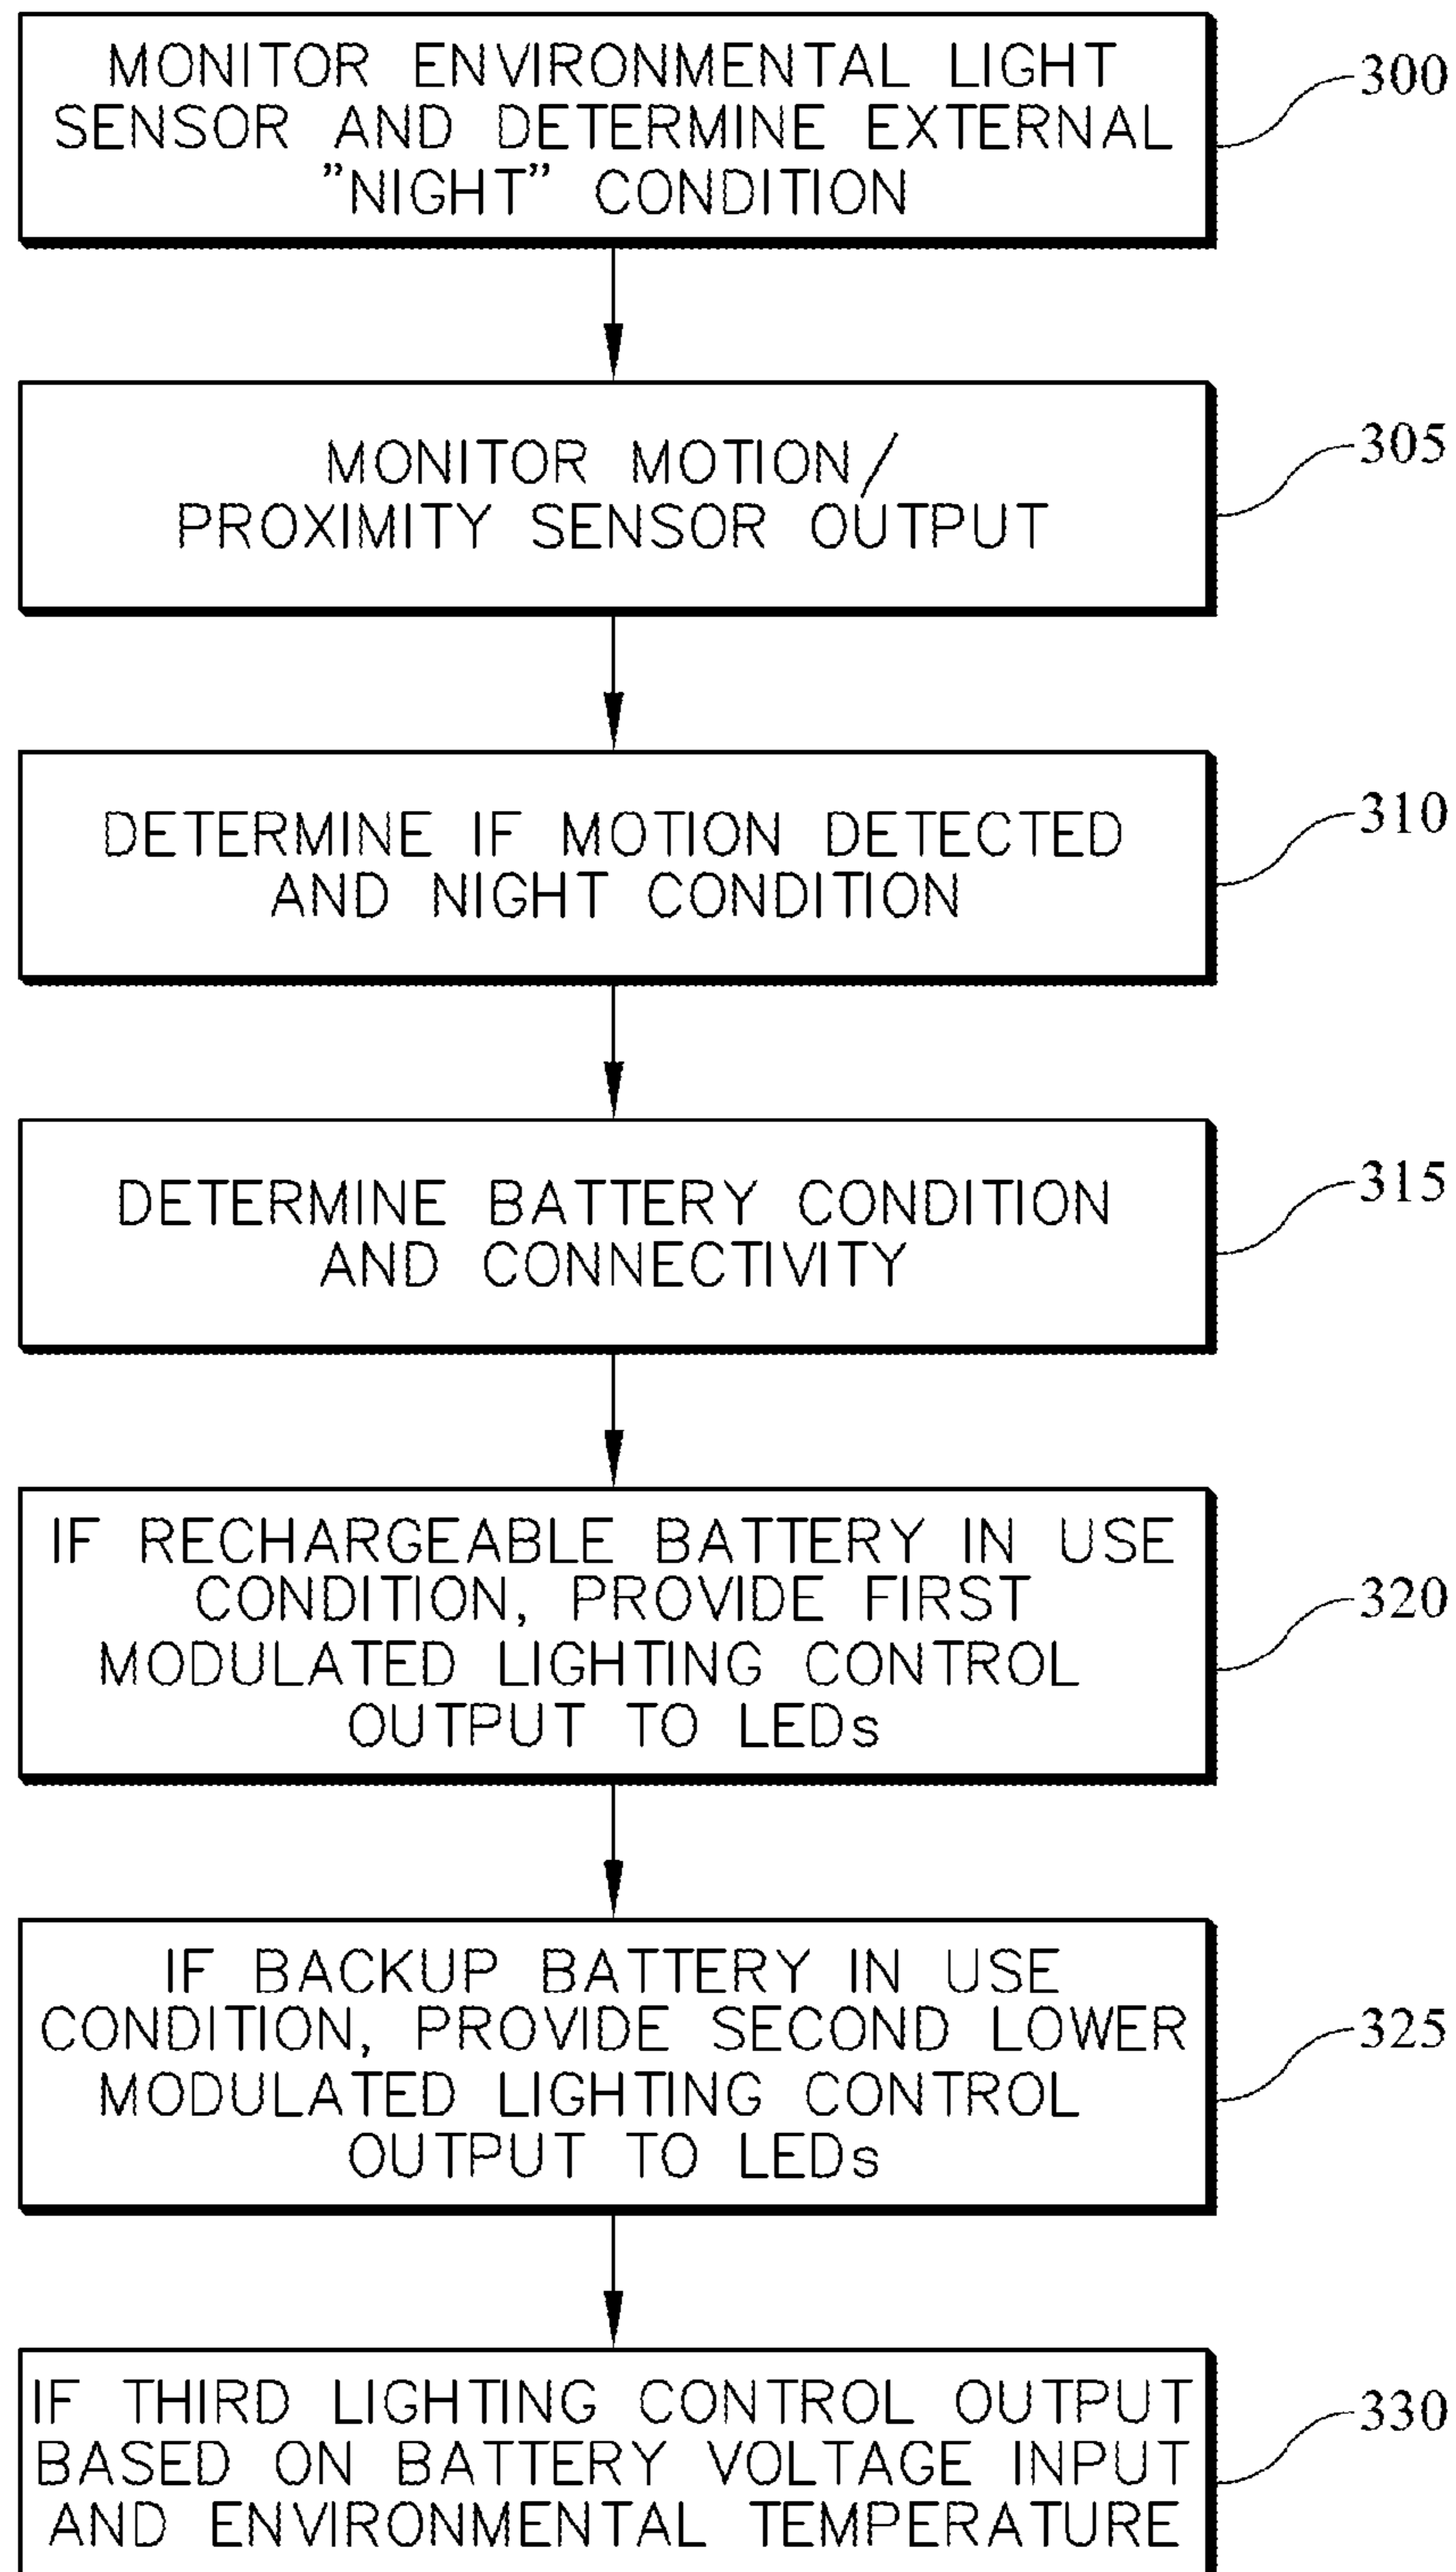 MONITOR ENVIRONMENTAL LIGHT
SENSOR AND DETERMINE EXTERNAL
”NIGHT” CONDITION
300
MONITOR MOTION/
PROXIMITY SENSOR OUTPUT
305
DETERMINE IF MOTION DETECTED
AND NIGHT CONDITION
310
DETERMINE BATTERY CONDITION
AND CONNECTIVITY
315
IF RECHARGEABLE BATTERY IN USE
CONDITION, PROVIDE FIRST
MODULATED LIGHTING CONTROL
OUTPUT TO LEDs
320
IF BACKUP BATTERY IN USE
CONDITION, PROVIDE SECOND LOWER
MODULATED LIGHTING CONTROL
OUTPUT TO LEDs
325
IF THIRD LIGHTING CONTROL OUTPUT
BASED ON BATTERY VOLTAGE INPUT
AND ENVIRONMENTAL TEMPERATURE
330